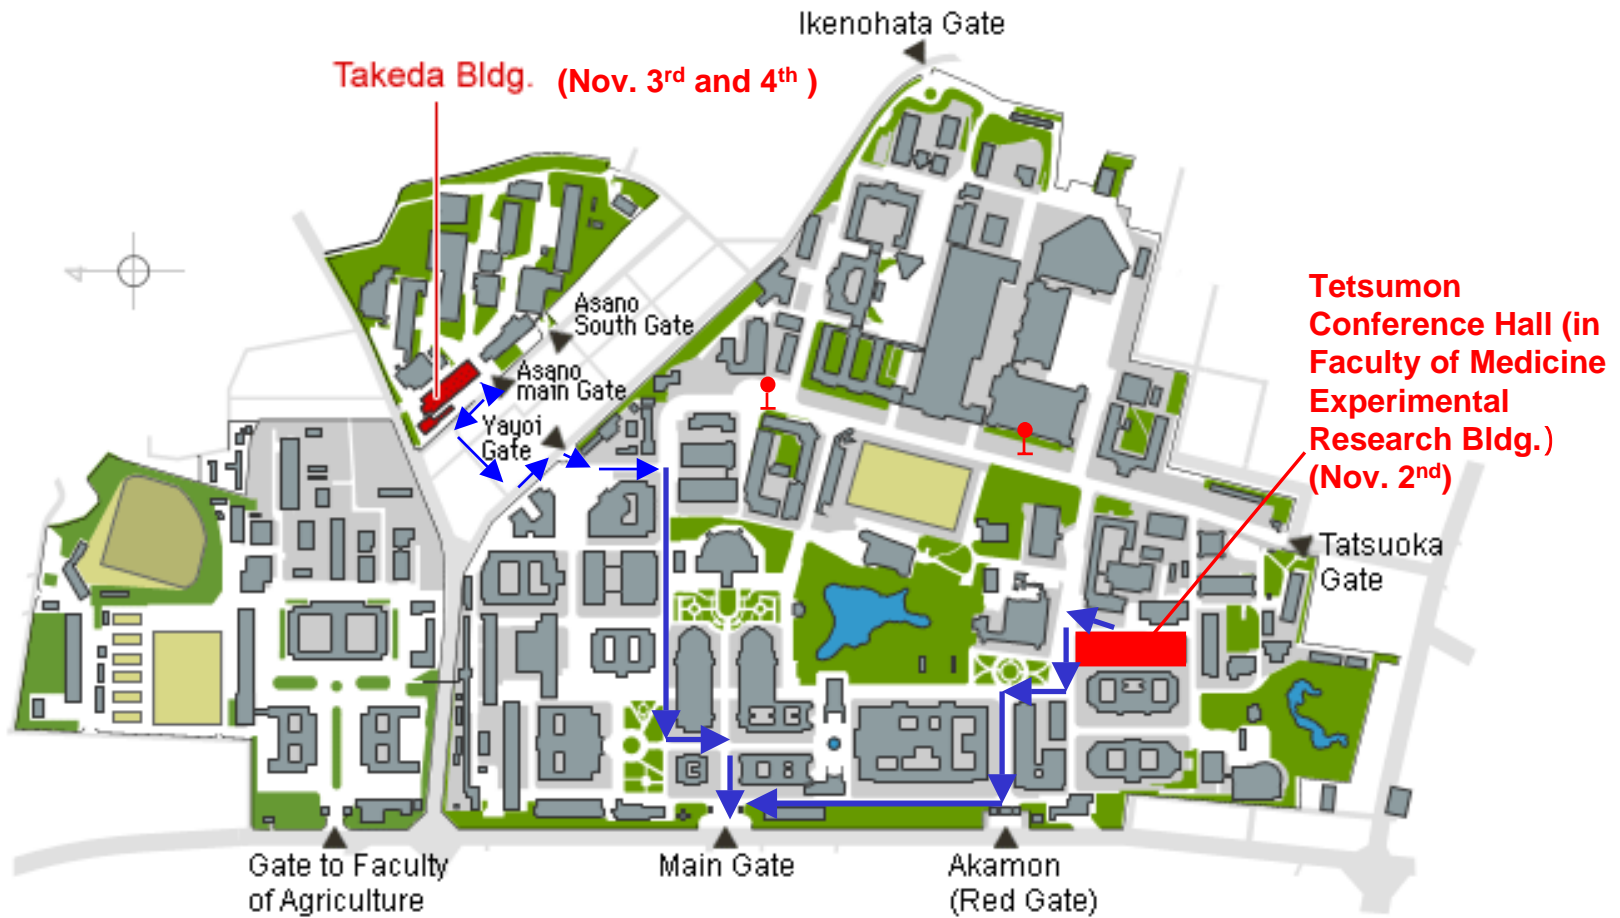 Ikenohata Gate
Takeda Bldg. (Nov. 3rd and 4th )
Asano
South Gate
Asano
main Gate
Yayoi
Gate
Tetsumon
Conference Hall (in
Faculty of Medicine
Experimental
Research Bldg.)
(Nov. 2nd)
Tatsuoka
Gate
Gate to Faculty
of Agriculture
Main Gate
Akamon
(Red Gate)